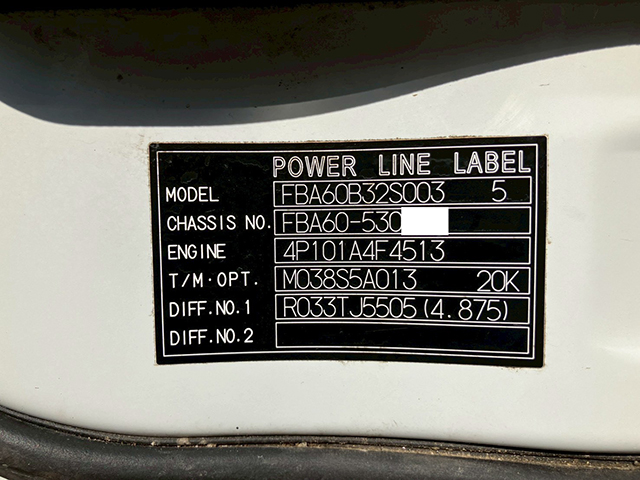 POWER LINE LABEL
MODEL FBA60B32S003 5
CHASSIS NO. FBA60-530
ENGINE 4P101A4F4513
T/M·OPT. M038S5A013 20K
DIFF.NO.1 R033TJ5505(4.875)
DIFF.NO.2